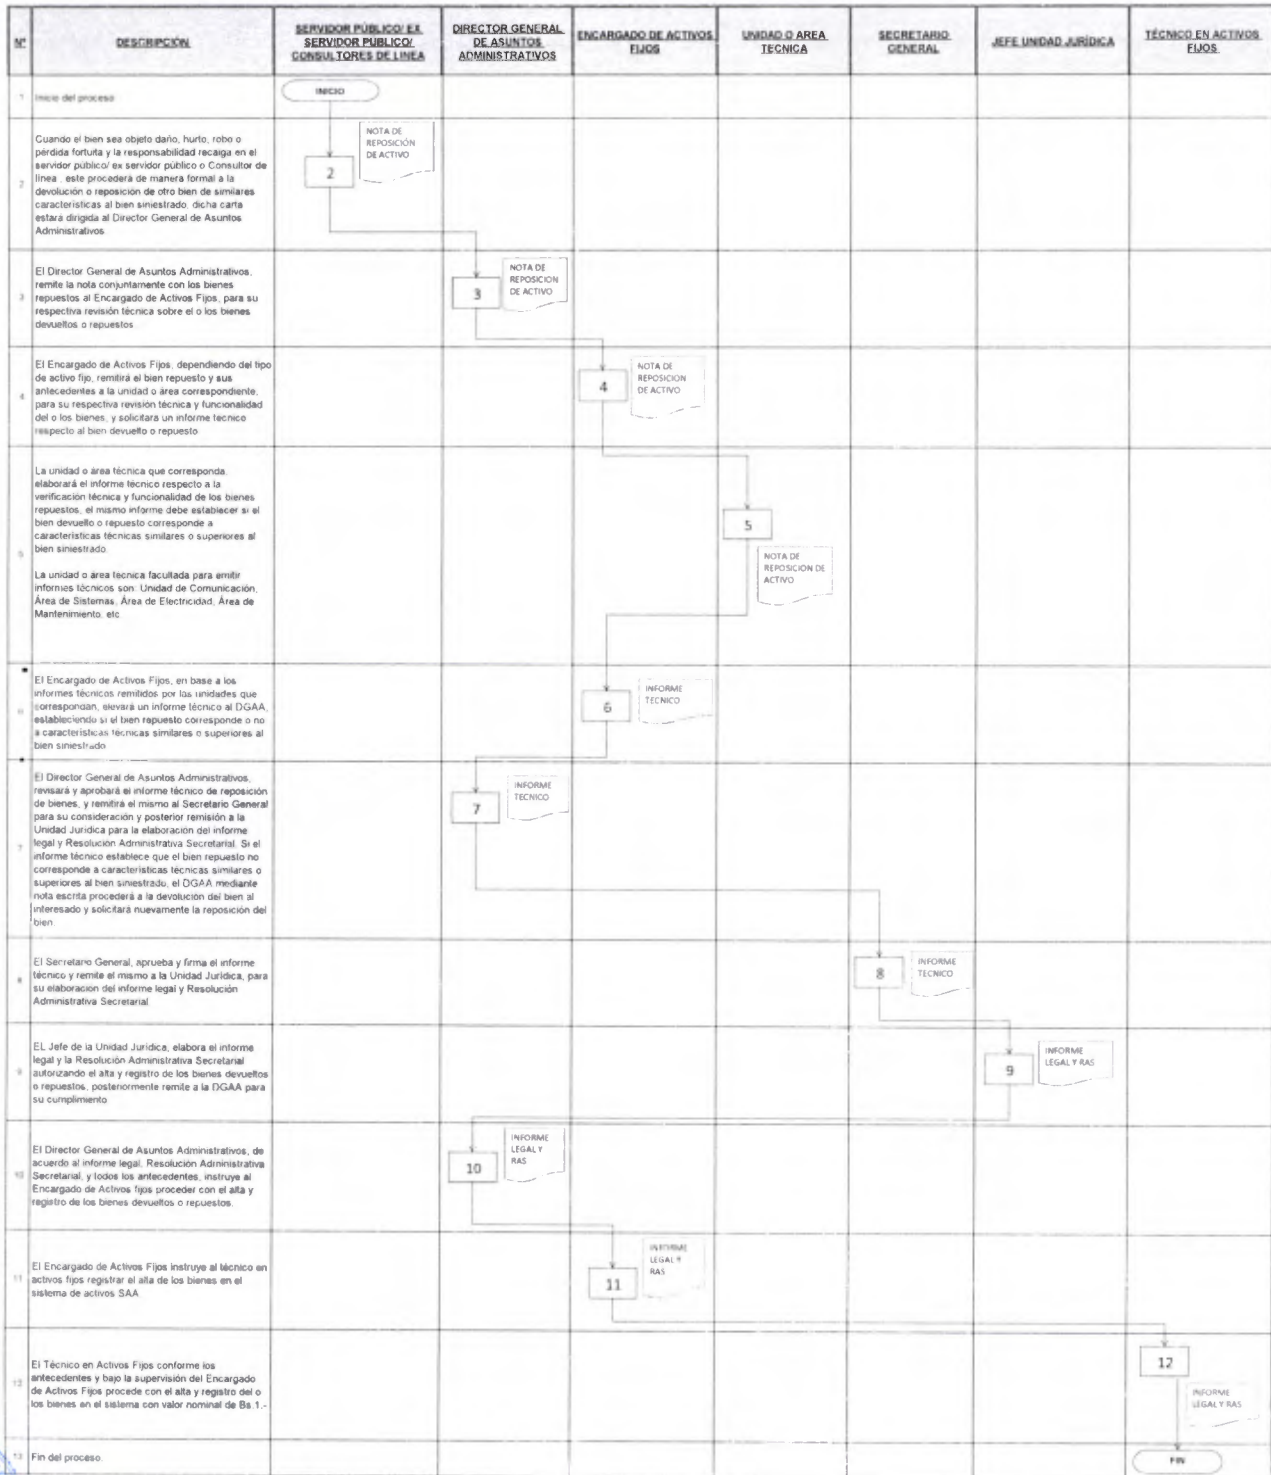 Nº
DESCRIPCIÓN
SERVIDOR PÚBLICO/ EX
SERVIDOR PUBLICO/
CONSULTORES DE LINEA
DIRECTOR GENERAL
DE ASUNTOS
ADMINISTRATIVOS
ENCARGADO DE ACTIVOS
FIJOS
UNIDAD O AREA
TECNICA
SECRETARIO
GENERAL
JEFE UNIDAD JURÍDICA
TÉCNICO EN ACTIVOS
FIJOS
1
Inicio del proceso
INICIO
2
Cuando el bien sea objeto daño, hurto, robo o
pérdida fortuita y la responsabilidad recaiga en el
servidor público/ ex servidor público o Consultor de
línea , este procederá de manera formal a la
devolución o reposición de otro bien de similares
características al bien siniestrado, dicha carta
estará dirigida al Director General de Asuntos
Administrativos
2
NOTA DE
REPOSICIÓN
DE ACTIVO
3
El Director General de Asuntos Administrativos,
remite la nota conjuntamente con los bienes
repuestos al Encargado de Activos Fijos, para su
respectiva revisión técnica sobre el o los bienes
devueltos o repuestos
3
NOTA DE
REPOSICION
DE ACTIVO
4
El Encargado de Activos Fijos, dependiendo del tipo
de activo fijo, remitirá el bien repuesto y sus
antecedentes a la unidad o área correspondiente,
para su respectiva revisión técnica y funcionalidad
del o los bienes, y solicitara un informe tecnico
respecto al bien devuelto o repuesto
4
NOTA DE
REPOSICION
DE ACTIVO
5
La unidad o área técnica que corresponda,
elaborará el informe técnico respecto a la
verificación técnica y funcionalidad de los bienes
repuestos, el mismo informe debe establecer si el
bien devuelto o repuesto corresponde a
características técnicas similares o superiores al
bien siniestrado.
La unidad o área técnica facultada para emitir
informes técnicos son: Unidad de Comunicación,
Área de Sistemas, Área de Electricidad, Área de
Mantenimiento, etc
5
NOTA DE
REPOSICION DE
ACTIVO
6
El Encargado de Activos Fijos, en base a los
informes técnicos remitidos por las unidades que
correspondan, elevará un informe técnico al DGAA,
estableciendo si el bien repuesto corresponde o no
a características técnicas similares o superiores al
bien siniestrado
6
INFORME
TECNICO
7
El Director General de Asuntos Administrativos,
revisará y aprobará el informe técnico de reposición
de bienes, y remitirá el mismo al Secretario General
para su consideración y posterior remisión a la
Unidad Jurídica para la elaboración del informe
legal y Resolución Administrativa Secretarial. Si el
informe técnico establece que el bien repuesto no
corresponde a características técnicas similares o
superiores al bien siniestrado, el DGAA mediante
nota escrita procederá a la devolución del bien al
interesado y solicitará nuevamente la reposición del
bien
7
INFORME
TECNICO
8
El Secretario General, aprueba y firma el informe
técnico y remite el mismo a la Unidad Jurídica, para
su elaboracion del informe legal y Resolución
Administrativa Secretarial
8
INFORME
TECNICO
9
EL Jefe de la Unidad Jurídica, elabora el informe
legal y la Resolución Administrativa Secretarial
autorizando el alta y registro de los bienes devueltos
o repuestos, posteriormente remite a la DGAA para
su cumplimiento
9
INFORME
LEGAL Y RAS
10
El Director General de Asuntos Administrativos, de
acuerdo al informe legal, Resolución Administrativa
Secretarial, y todos los antecedentes, instruye al
Encargado de Activos fijos proceder con el alta y
registro de los bienes devueltos o repuestos.
10
INFORME
LEGAL Y
RAS
11
El Encargado de Activos Fijos instruye al técnico en
activos fijos registrar el alta de los bienes en el
sistema de activos SAA
11
INFORME
LEGAL Y
RAS
12
El Técnico en Activos Fijos conforme los
antecedentes y bajo la supervisión del Encargado
de Activos Fijos procede con el alta y registro del o
los bienes en el sistema con valor nominal de Bs.1.-
12
INFORME
LEGAL Y RAS
13
Fin del proceso.
FIN